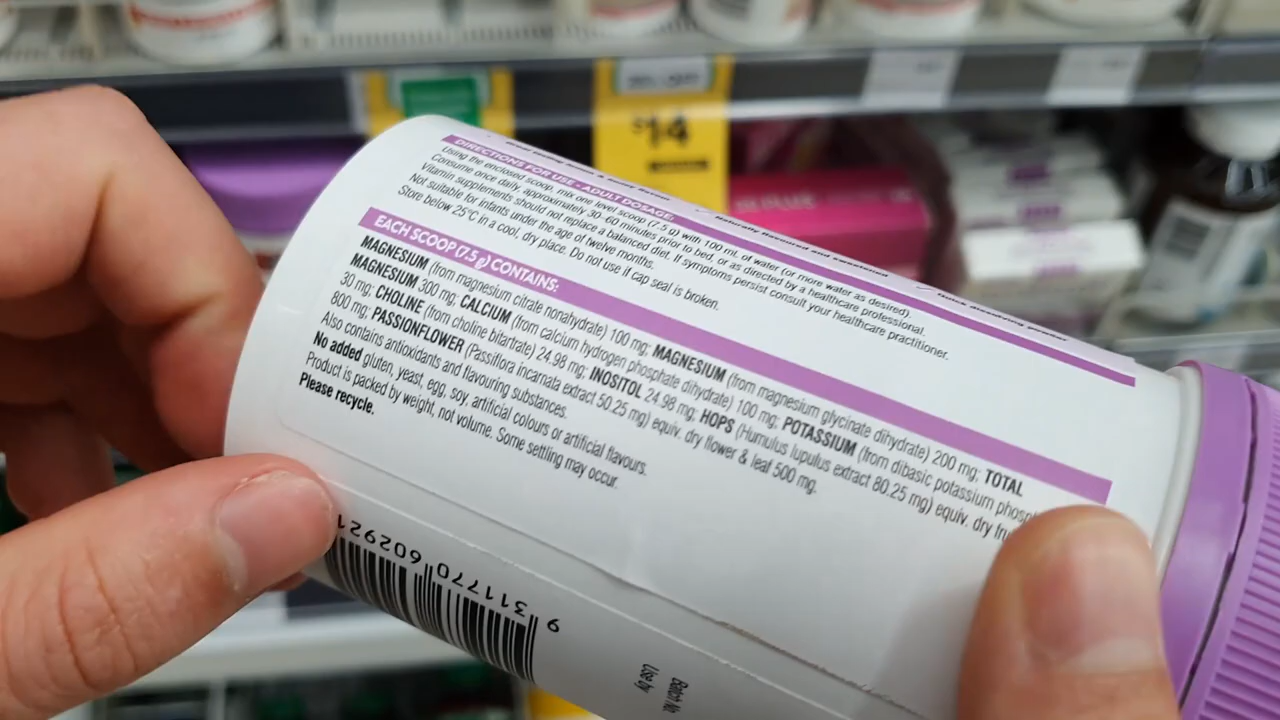 $14
Naturally flavoured and sweetened
DIRECTIONS FOR USE - ADULT DOSAGE:
Using the enclosed scoop, mix one level scoop (7.5 g) with 100 mL of water (or more water as desired).
Consume once daily, approximately 30-60 minutes prior to bed, or as directed by a healthcare professional.
Vitamin supplements should not replace a balanced diet. If symptoms persist consult your healthcare practitioner.
Not suitable for infants under the age of twelve months.
Store below 25°C in a cool, dry place. Do not use if cap seal is broken.
EACH SCOOP (7.5 g) CONTAINS:
MAGNESIUM (from magnesium citrate nonahydrate) 100 mg; MAGNESIUM (from magnesium glycinate dihydrate) 200 mg; TOTAL
MAGNESIUM 300 mg; CALCIUM (from calcium hydrogen phosphate dihydrate) 100 mg; POTASSIUM (from dibasic potassium
30 mg; CHOLINE (from choline bitartrate) 24.98 mg; INOSITOL 24.98 mg; HOPS (Humulus lupulus extract 80.25 mg) equiv. dry
800 mg; PASSIONFLOWER (Passiflora incarnata extract 50.25 mg) equiv. dry flower & leaf 500 mg.
Also contains antioxidants and flavouring substances.
No added gluten, yeast, egg, soy, artificial colours or artificial flavours.
Product is packed by weight, not volume. Some settling may occur.
Please recycle.
9 311770 602921
Batch No
Use by